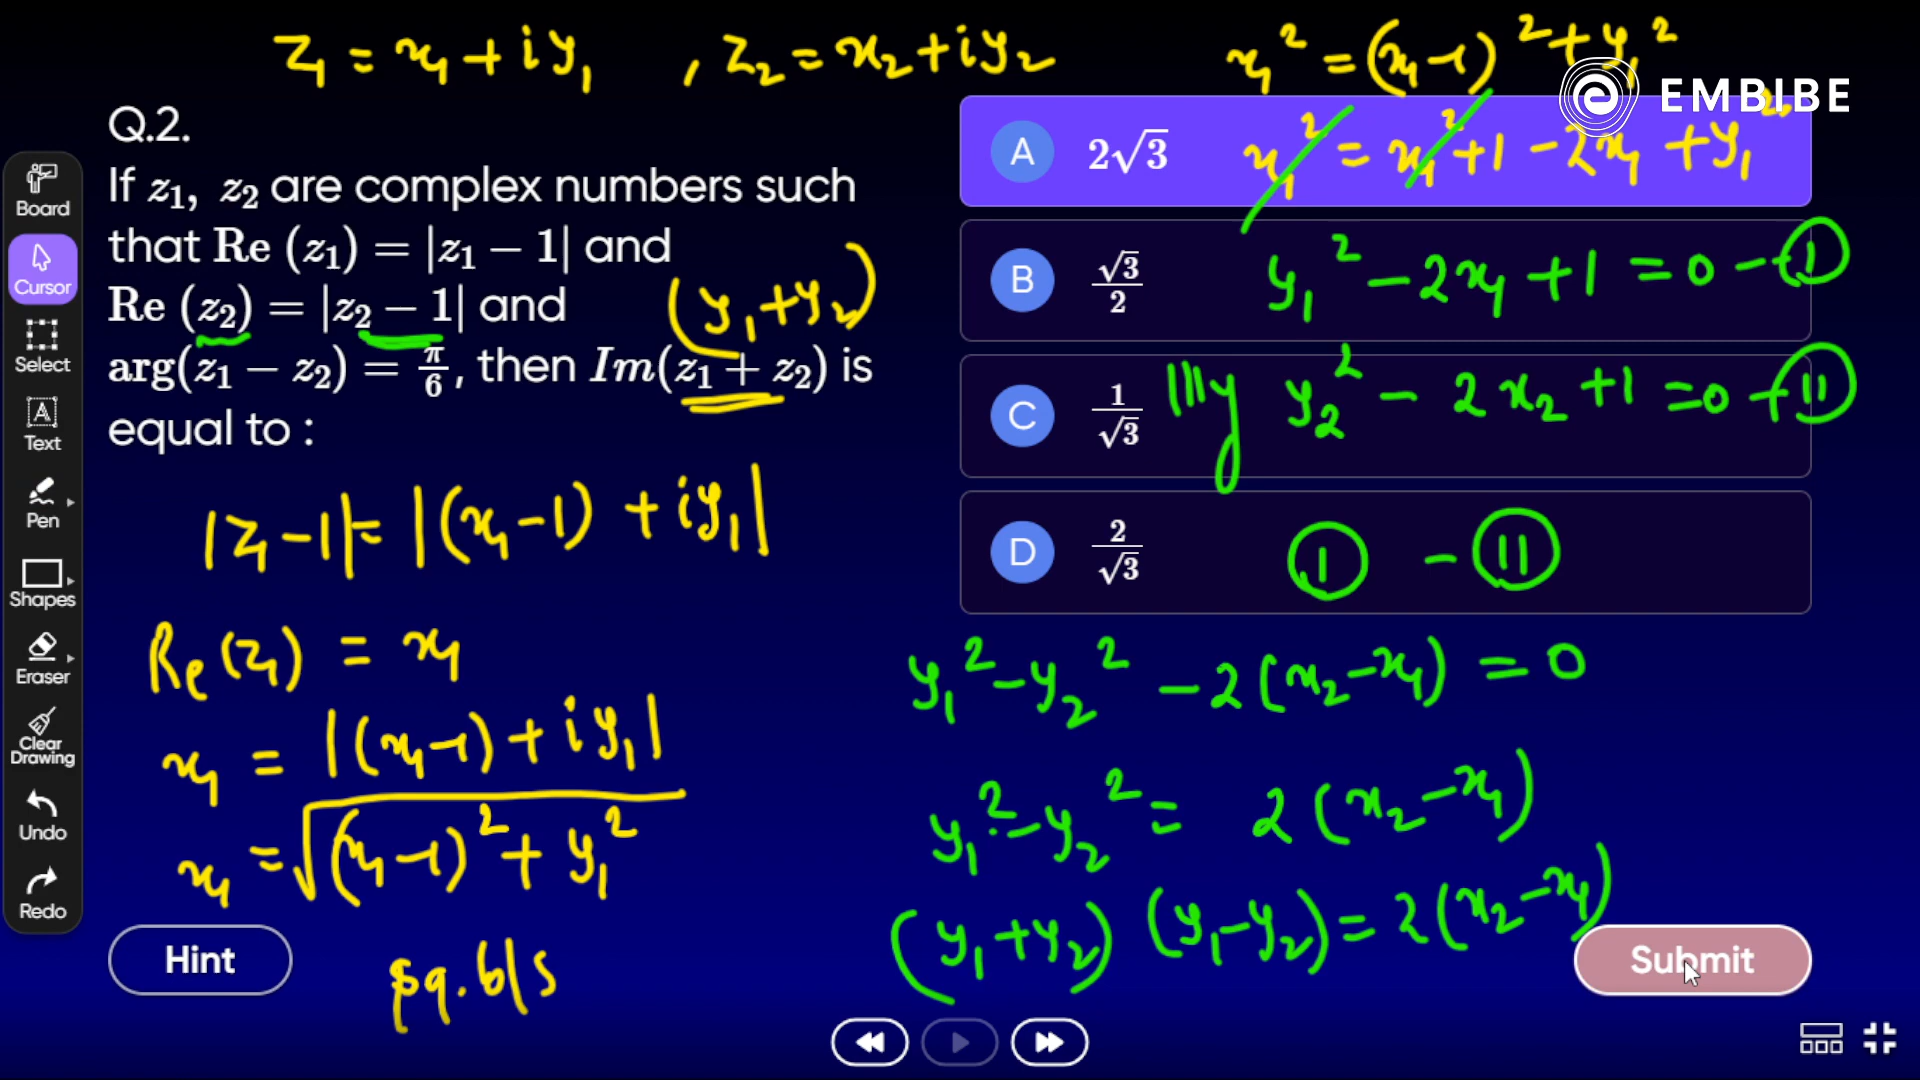 z₁ = x₁ + iy₁ , z₂ = x₂ + iy₂
x₁² = (x₁-1)² + y₁²
EMBIBE
Q.2.
If z₁, z₂ are complex numbers such
that Re (z₁) = |z₁ − 1| and
Re (z₂) = |z₂ − 1| and
(y₁+y₂)
arg(z₁ − z₂) = π/6, then Im(z₁ + z₂) is
equal to :
|z₁-1| = |(x₁-1) + iy₁|
Re(z₁) = x₁
x₁ = |(x₁-1) + iy₁|
x₁ = √(x₁-1)² + y₁²
sq. b/s
A 2√3
x₁² = x₁² + 1 - 2x₁ + y₁²
B √3/2
y₁² - 2x₁ + 1 = 0 - I
C 1/√3
lllly y₂² - 2x₂ + 1 = 0 - II
D 2/√3
I - II
y₁² - y₂² - 2(x₂-x₁) = 0
y₁² - y₂² = 2(x₂-x₁)
(y₁+y₂) (y₁-y₂) = 2(x₂-x₁)
Board
Cursor
Select
Text
Pen
Shapes
Eraser
Clear
Drawing
Undo
Redo
Hint
Submit